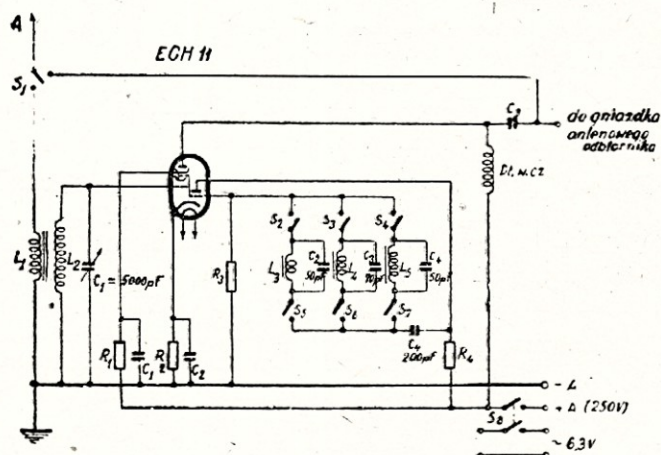 A
ECH 11
S1
C7
do gniazdka
antenowego
odbiornika
Dł. w.cz
S2
S3
S4
L1
L2
C1 = 5000pF
R3
L3
C2
50pF
L4
C3
70pF
L5
C4
50pF
S5
S6
S7
C4
200pF
R1
C1
R2
C2
R4
- A
+ A (250V)
S8
~ 6,3V